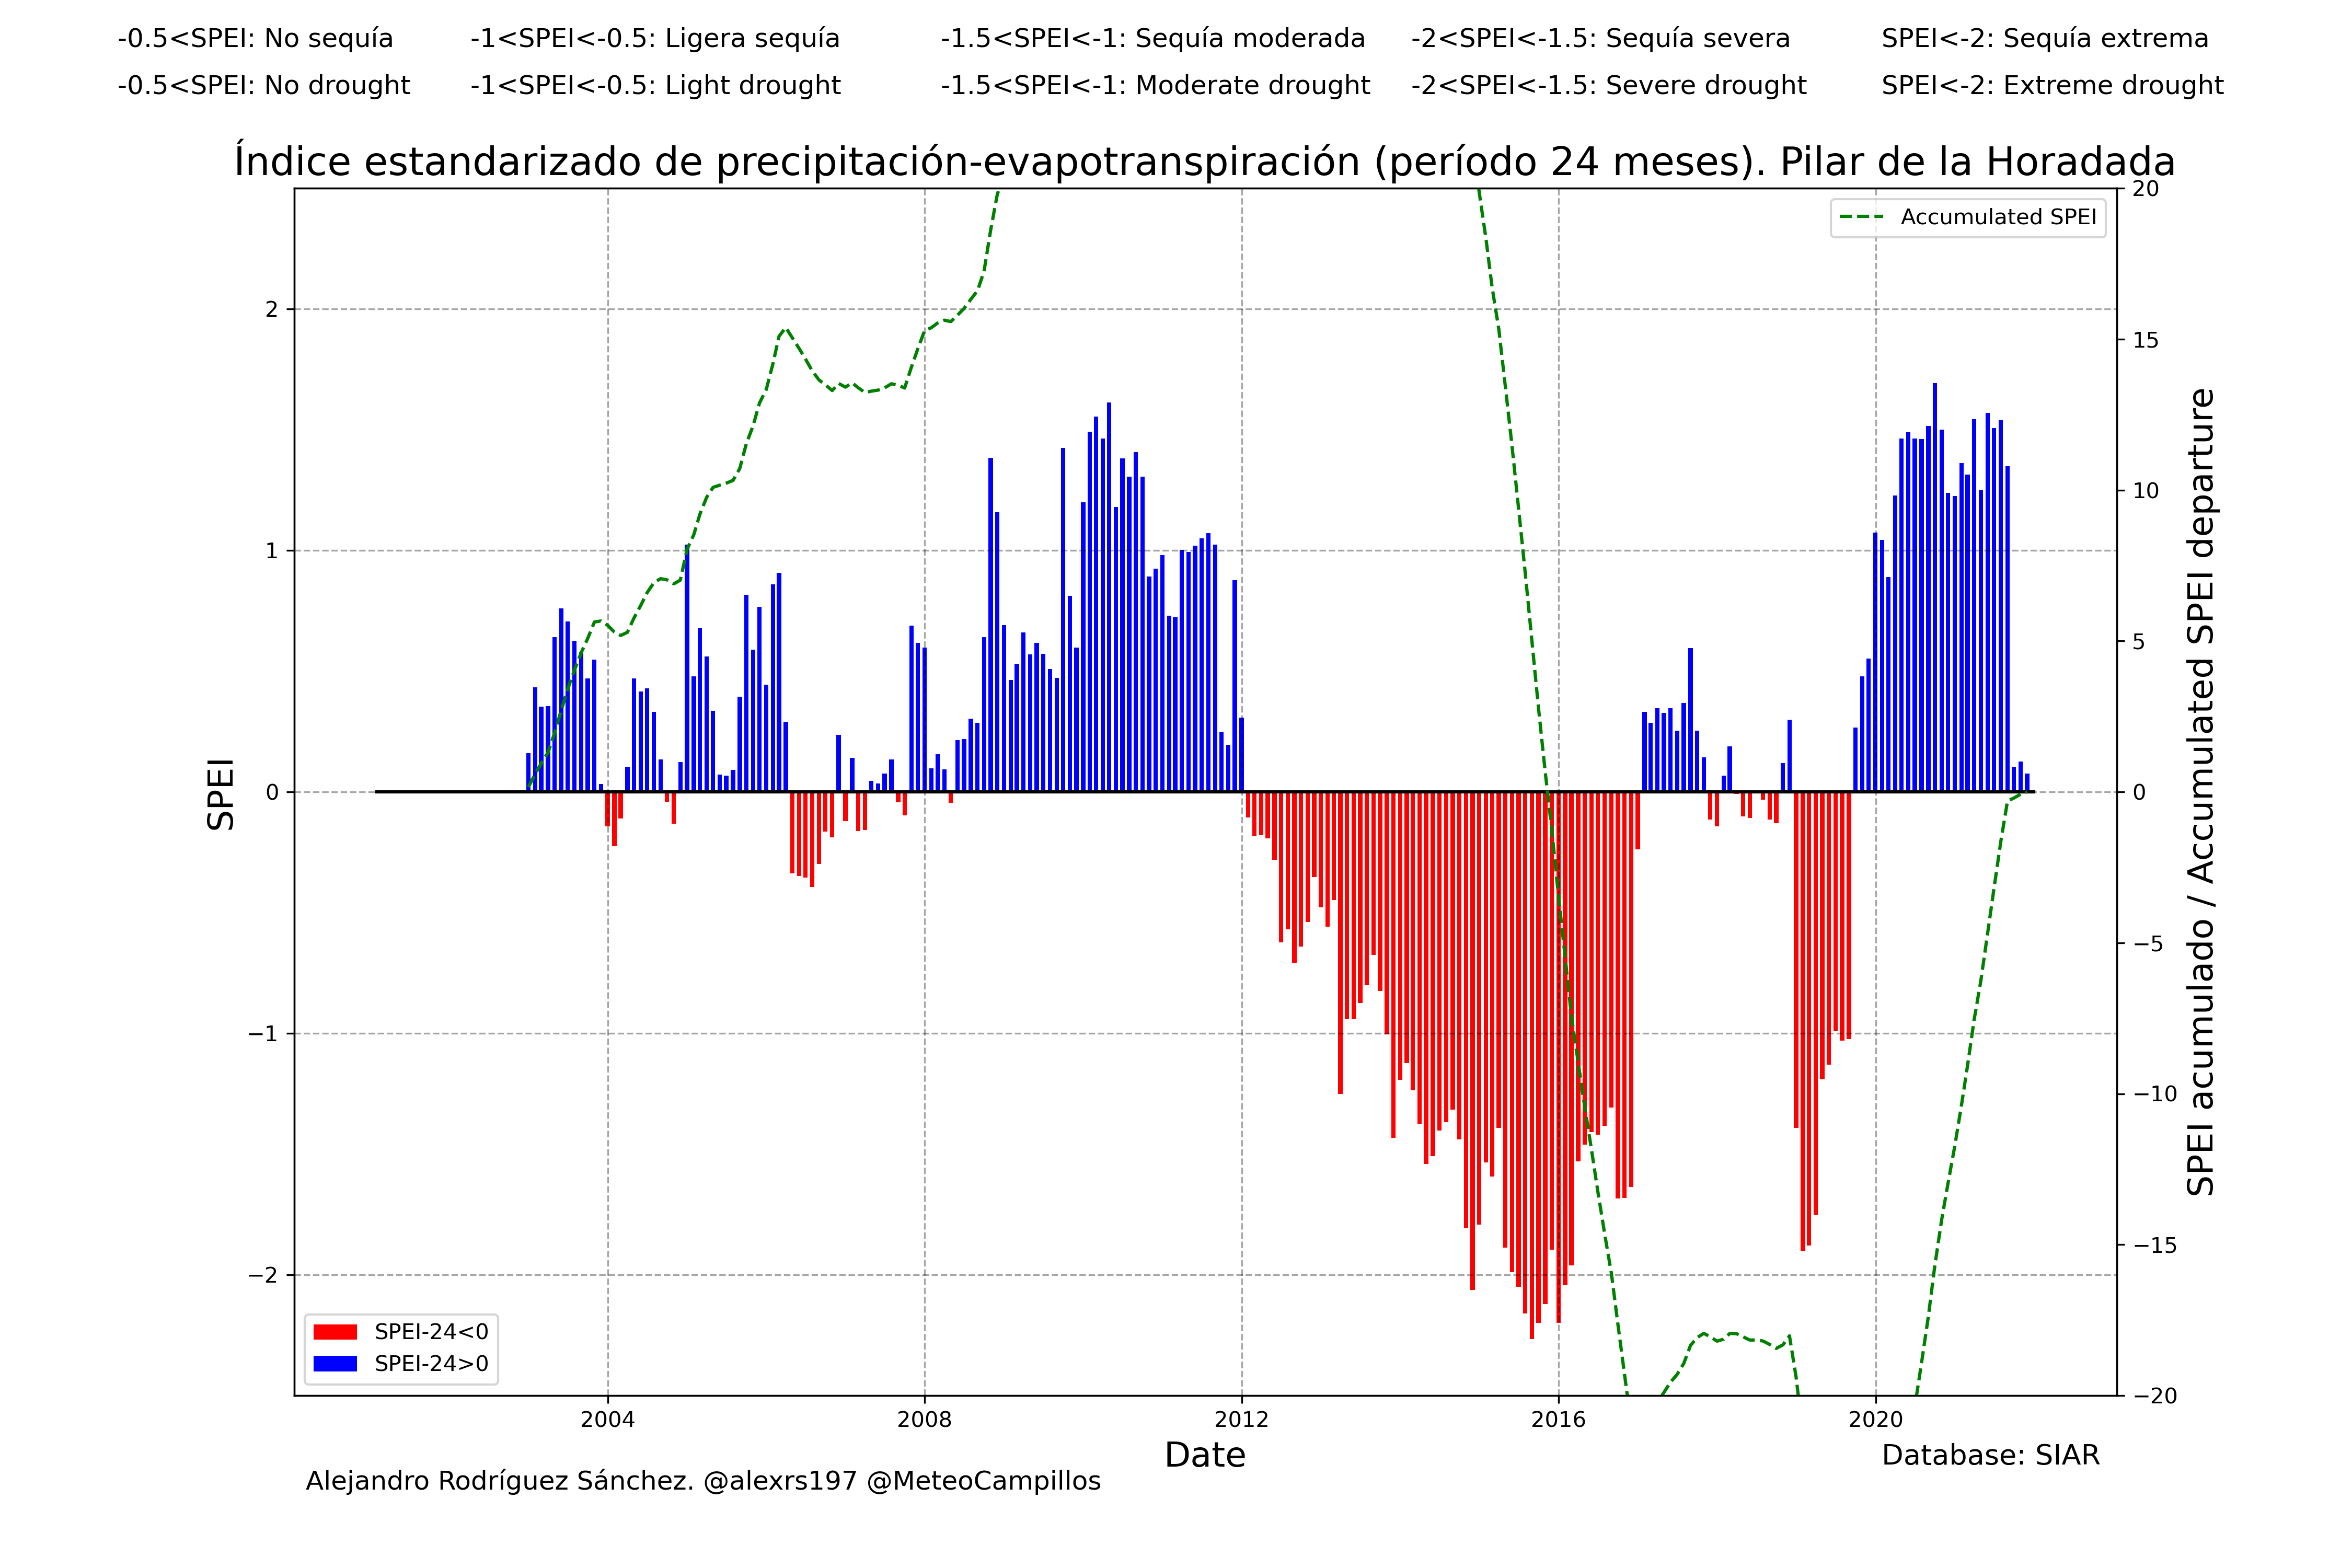 -0.5<SPEI: No sequía -1<SPEI<-0.5: Ligera sequía -1.5<SPEI<-1: Sequía moderada -2<SPEI<-1.5: Sequía severa SPEI<-2: Sequía extrema
-0.5<SPEI: No drought -1<SPEI<-0.5: Light drought -1.5<SPEI<-1: Moderate drought -2<SPEI<-1.5: Severe drought SPEI<-2: Extreme drought
Índice estandarizado de precipitación-evapotranspiración (período 24 meses). Pilar de la Horadada
Accumulated SPEI
SPEI
2
1
0
−1
−2
20
15
10
5
0
−5
−10
−15
−20
SPEI acumulado / Accumulated SPEI departure
SPEI-24<0
SPEI-24>0
2004 2008 2012 2016 2020
Date
Database: SIAR
Alejandro Rodríguez Sánchez. @alexrs197 @MeteoCampillos